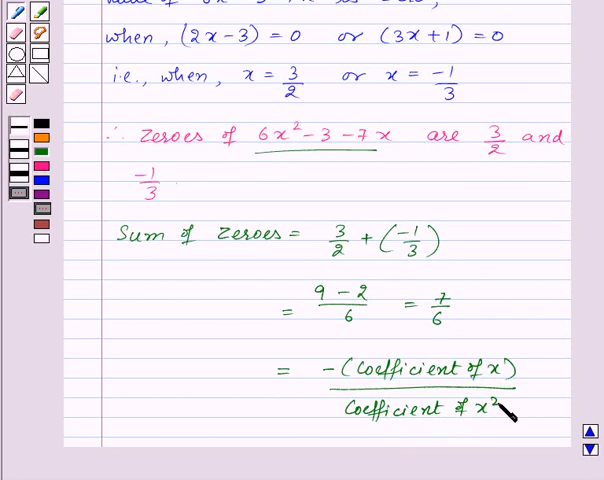 when, (2x-3) = 0 or (3x+1) = 0
i.e., when, x = 3/2 or x = -1/3
∴ Zeroes of 6x² - 3 - 7x are 3/2 and
-1/3
Sum of Zeroes = 3/2 + (-1/3)
= 9 - 2/6 = 7/6
= -(Coefficient of x)/Coefficient of x²